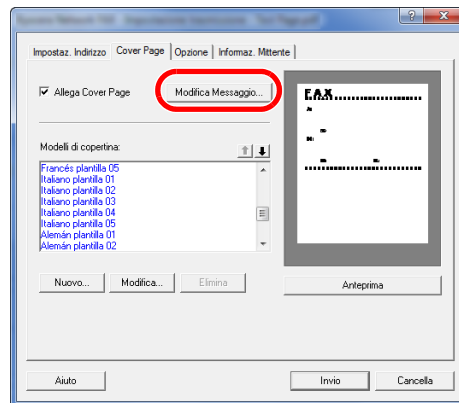 Impostaz. Indirizzo Cover Page Opzione Informaz. Mittente
Allega Cover Page Modifica Messaggio...
FAX
Modelli di copertina:
Francés plantilla 05
Italiano plantilla 01
Italiano plantilla 02
Italiano plantilla 03
Italiano plantilla 04
Italiano plantilla 05
Alemán plantilla 01
Alemán plantilla 02
Nuovo... Modifica... Elimina Anteprima
Aiuto Invio Cancella